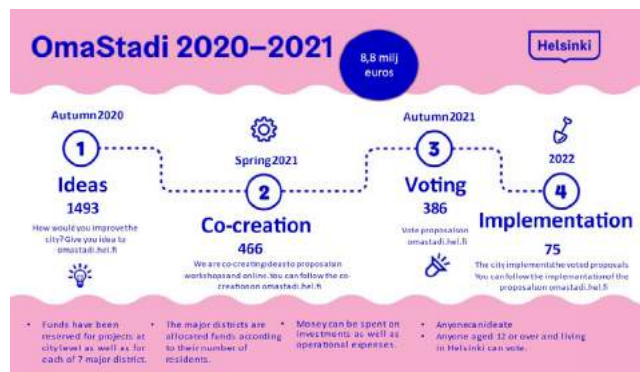 OmaStadi 2020–2021
8,8 milj
euros
Helsinki
Autumn2020
1
Ideas
1493
How would you improve the
city?Give you idea to
omastadi.hel.fi
Spring2021
2
Co-creation
466
We are co-creating ideas to proposal on
workshops and online. You can follow the co-
creation on omastadi.hel.fi
Autumn2021
3
Voting
386
Vote proposals on
omastadi.hel.fi
2022
4
Implementation
75
The city implements the voted proposals
You can follow the implementation of the
proposals on omastadi.hel.fi
• Funds have been
reserved for projects at
city level as well as for
each of 7 major district.
• The major districts are
allocated funds according
to their number of
residents.
• Mosey can be spent on
investments as well as
operational expenses.
• Anyone can ideate
• Anyone aged 12 or over and living
in Helsinki can vote.